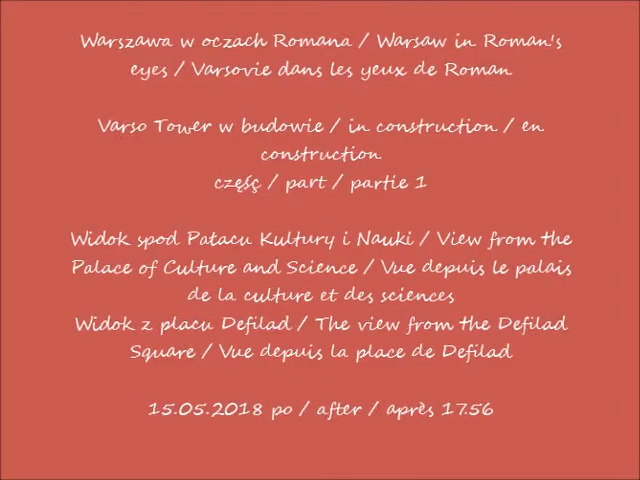 Warszawa w oczach Romana / Warsaw in Roman's
eyes / Varsovie dans les yeux de Roman
Varso Tower w budowie / in construction / en
construction
częśç / part / partie 1
Widok spod Pałacu Kultury i Nauki / View from the
Palace of Culture and Science / Vue depuis le palais
de la culture et des sciences
Widok z placu Defilad / The view from the Defilad
Square / Vue depuis la place de Defilad
15.05.2018 po / after / après 17.56